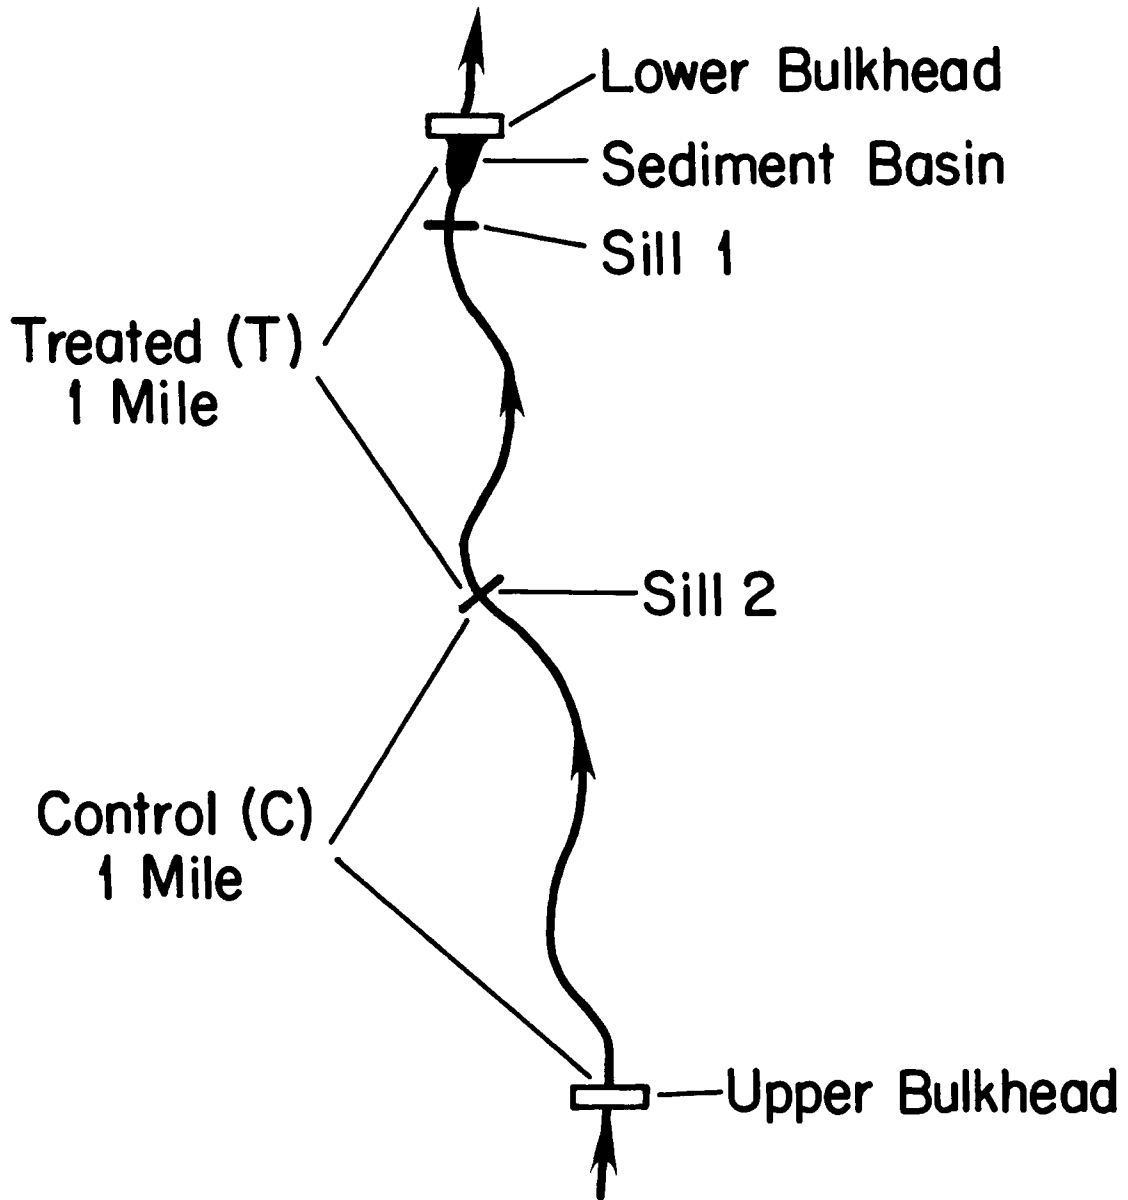 Lower Bulkhead
Sediment Basin
Sill 1
Treated (T)
1 Mile
Sill 2
Control (C)
1 Mile
Upper Bulkhead